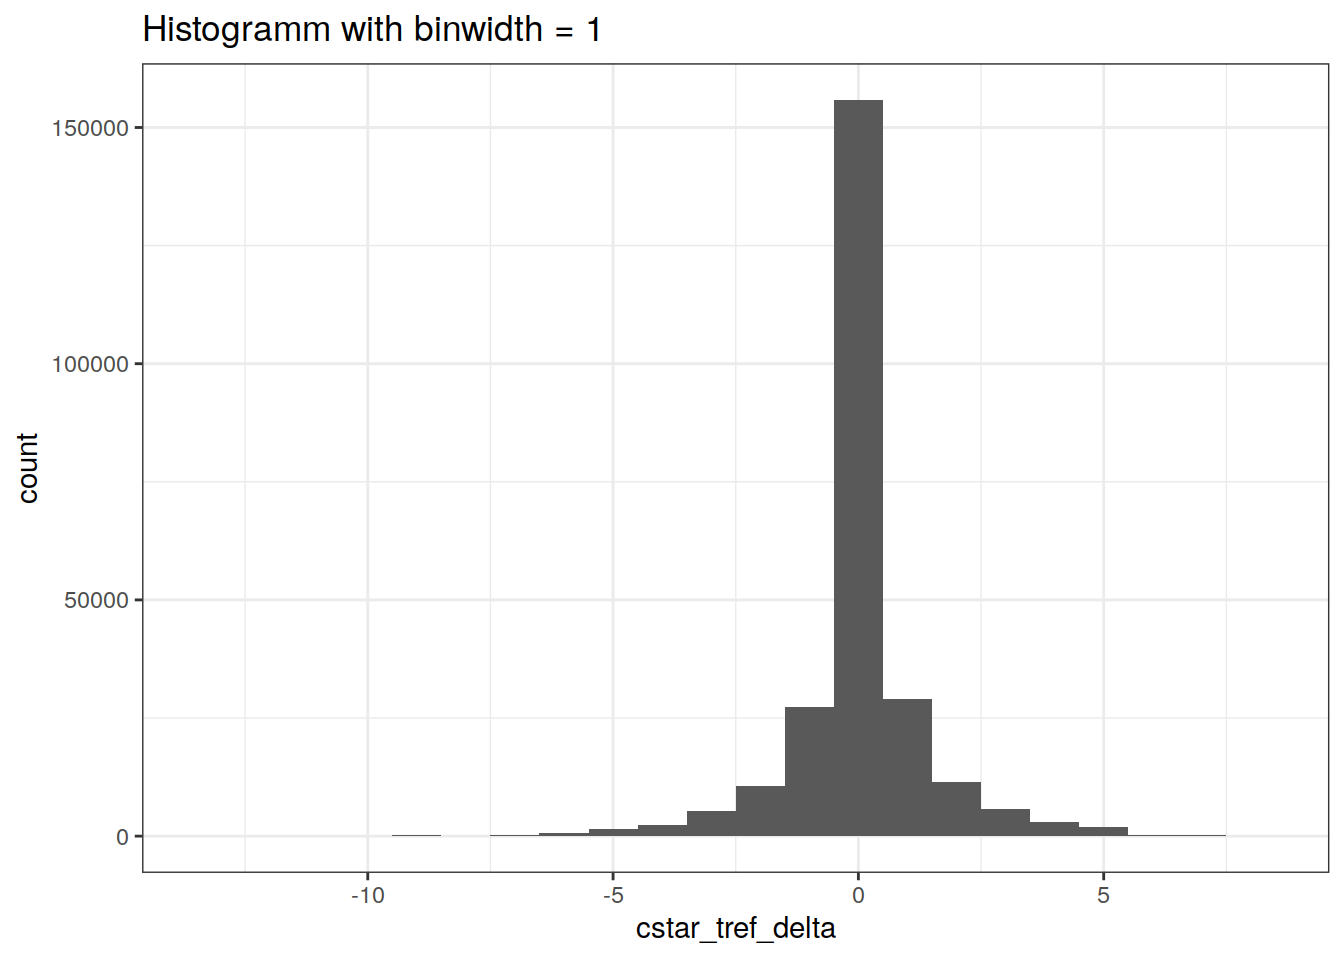 Histogramm with binwidth = 1
150000
100000
50000
0
count
-10
-5
0
5
cstar_tref_delta